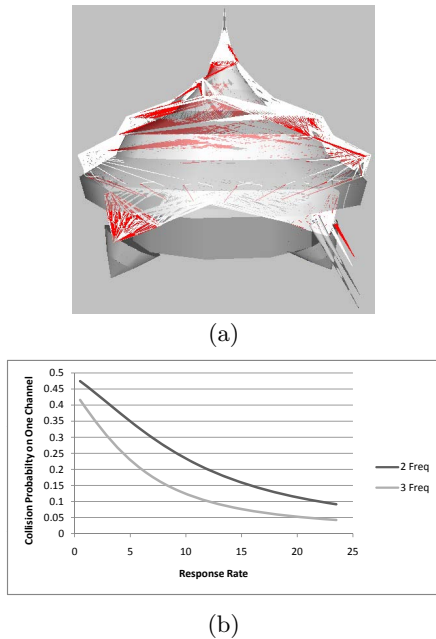 (a)
0.5
0.45
0.4
0.35
0.3
0.25
0.2
0.15
0.1
0.05
0
Collision Probabilty on One Channel
0 5 10 15 20 25
Response Rate
2 Freq
3 Freq
(b)